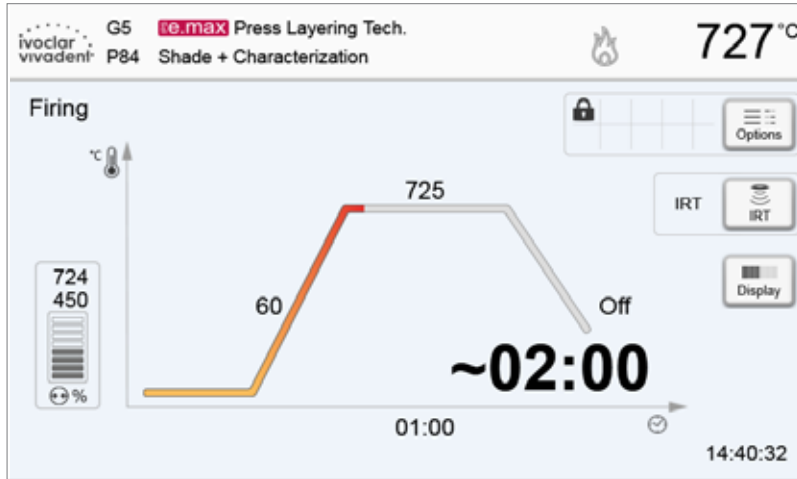 ivoclar
vivadent
G5 e.max Press Layering Tech.
P84 Shade + Characterization
727 °C
Firing
Options
°C
725
IRT IRT
724
450
60
Off
Display
~02:00
%
01:00
14:40:32